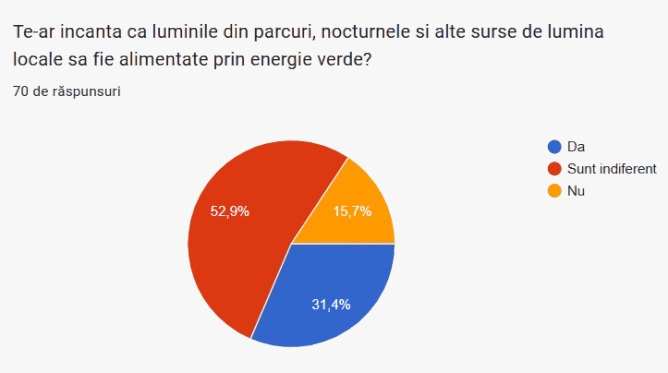 Te-ar incanta ca luminile din parcuri, nocturnele si alte surse de lumina
locale sa fie alimentate prin energie verde?
70 de răspunsuri
Da
Sunt indiferent
Nu
52,9%
15,7%
31,4%